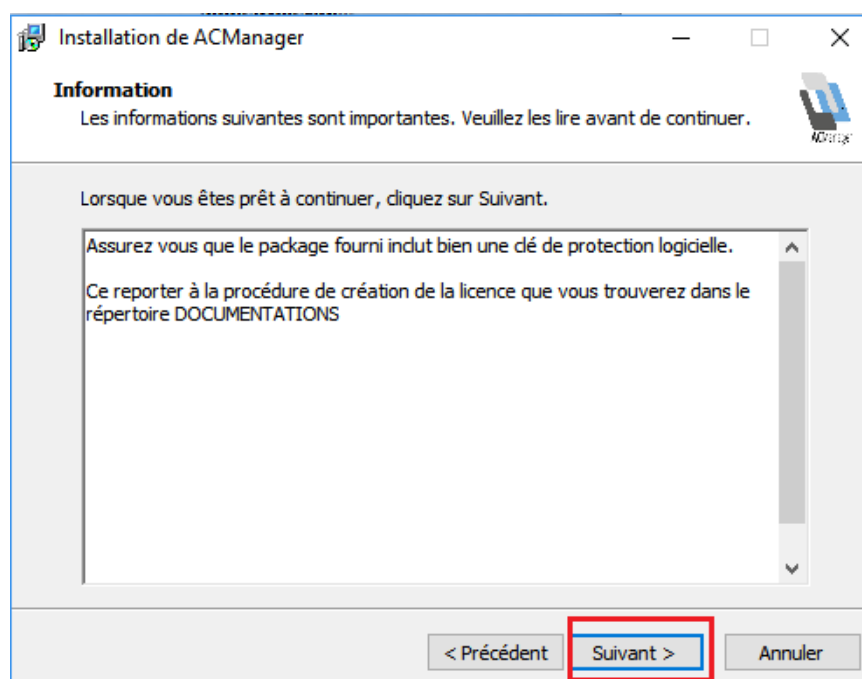 Installation de ACManager
Information
Les informations suivantes sont importantes. Veuillez les lire avant de continuer.
ACManager
Lorsque vous êtes prêt à continuer, cliquez sur Suivant.
Assurez vous que le package fourni inclut bien une clé de protection logicielle.
Ce reporter à la procédure de création de la licence que vous trouverez dans le
répertoire DOCUMENTATIONS
< Précédent
Suivant >
Annuler